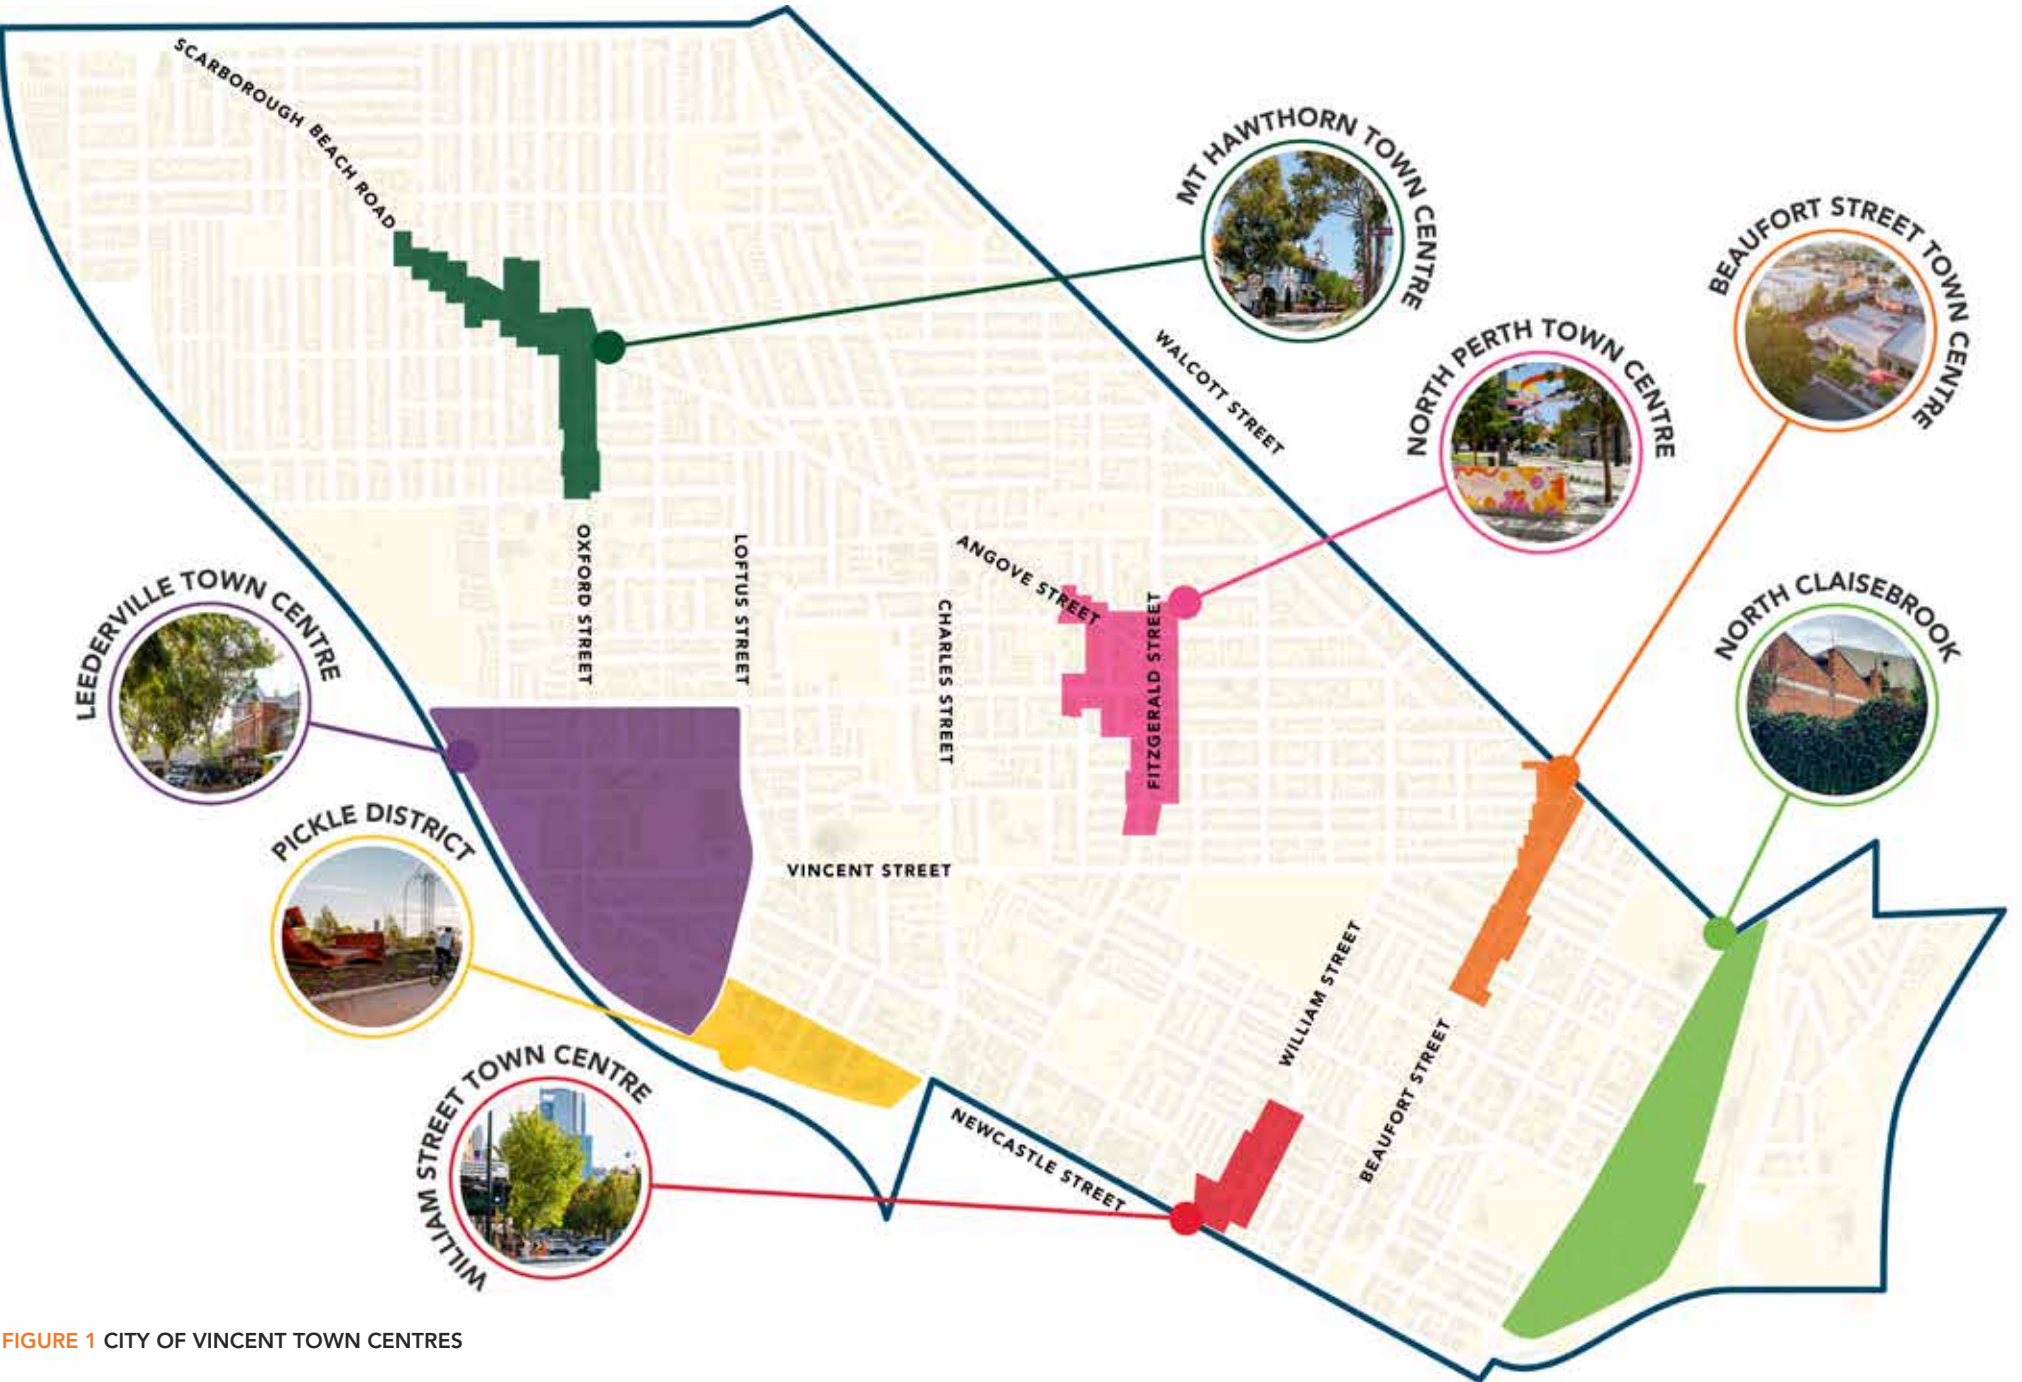 SCARBOROUGH BEACH ROAD
MT HAWTHORN TOWN CENTRE
BEAUFORT STREET TOWN CENTRE
NORTH PERTH TOWN CENTRE
WALCOTT STREET
OXFORD STREET
LOFTUS STREET
ANGOVE STREET
CHARLES STREET
FITZGERALD STREET
LEEDERVILLE TOWN CENTRE
NORTH CLAISEBROOK
PICKLE DISTRICT
VINCENT STREET
WILLIAM STREET
BEAUFORT STREET
WILLIAM STREET TOWN CENTRE
NEWCASTLE STREET
FIGURE 1 CITY OF VINCENT TOWN CENTRES